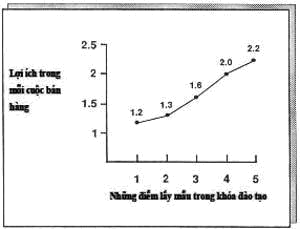 2.5
2
1.5
1
Lợi ích trong
mỗi cuộc bán
hàng
1.2
1.3
1.6
2.0
2.2
1 2 3 4 5
Những điểm lấy mẫu trong khóa đào tạo